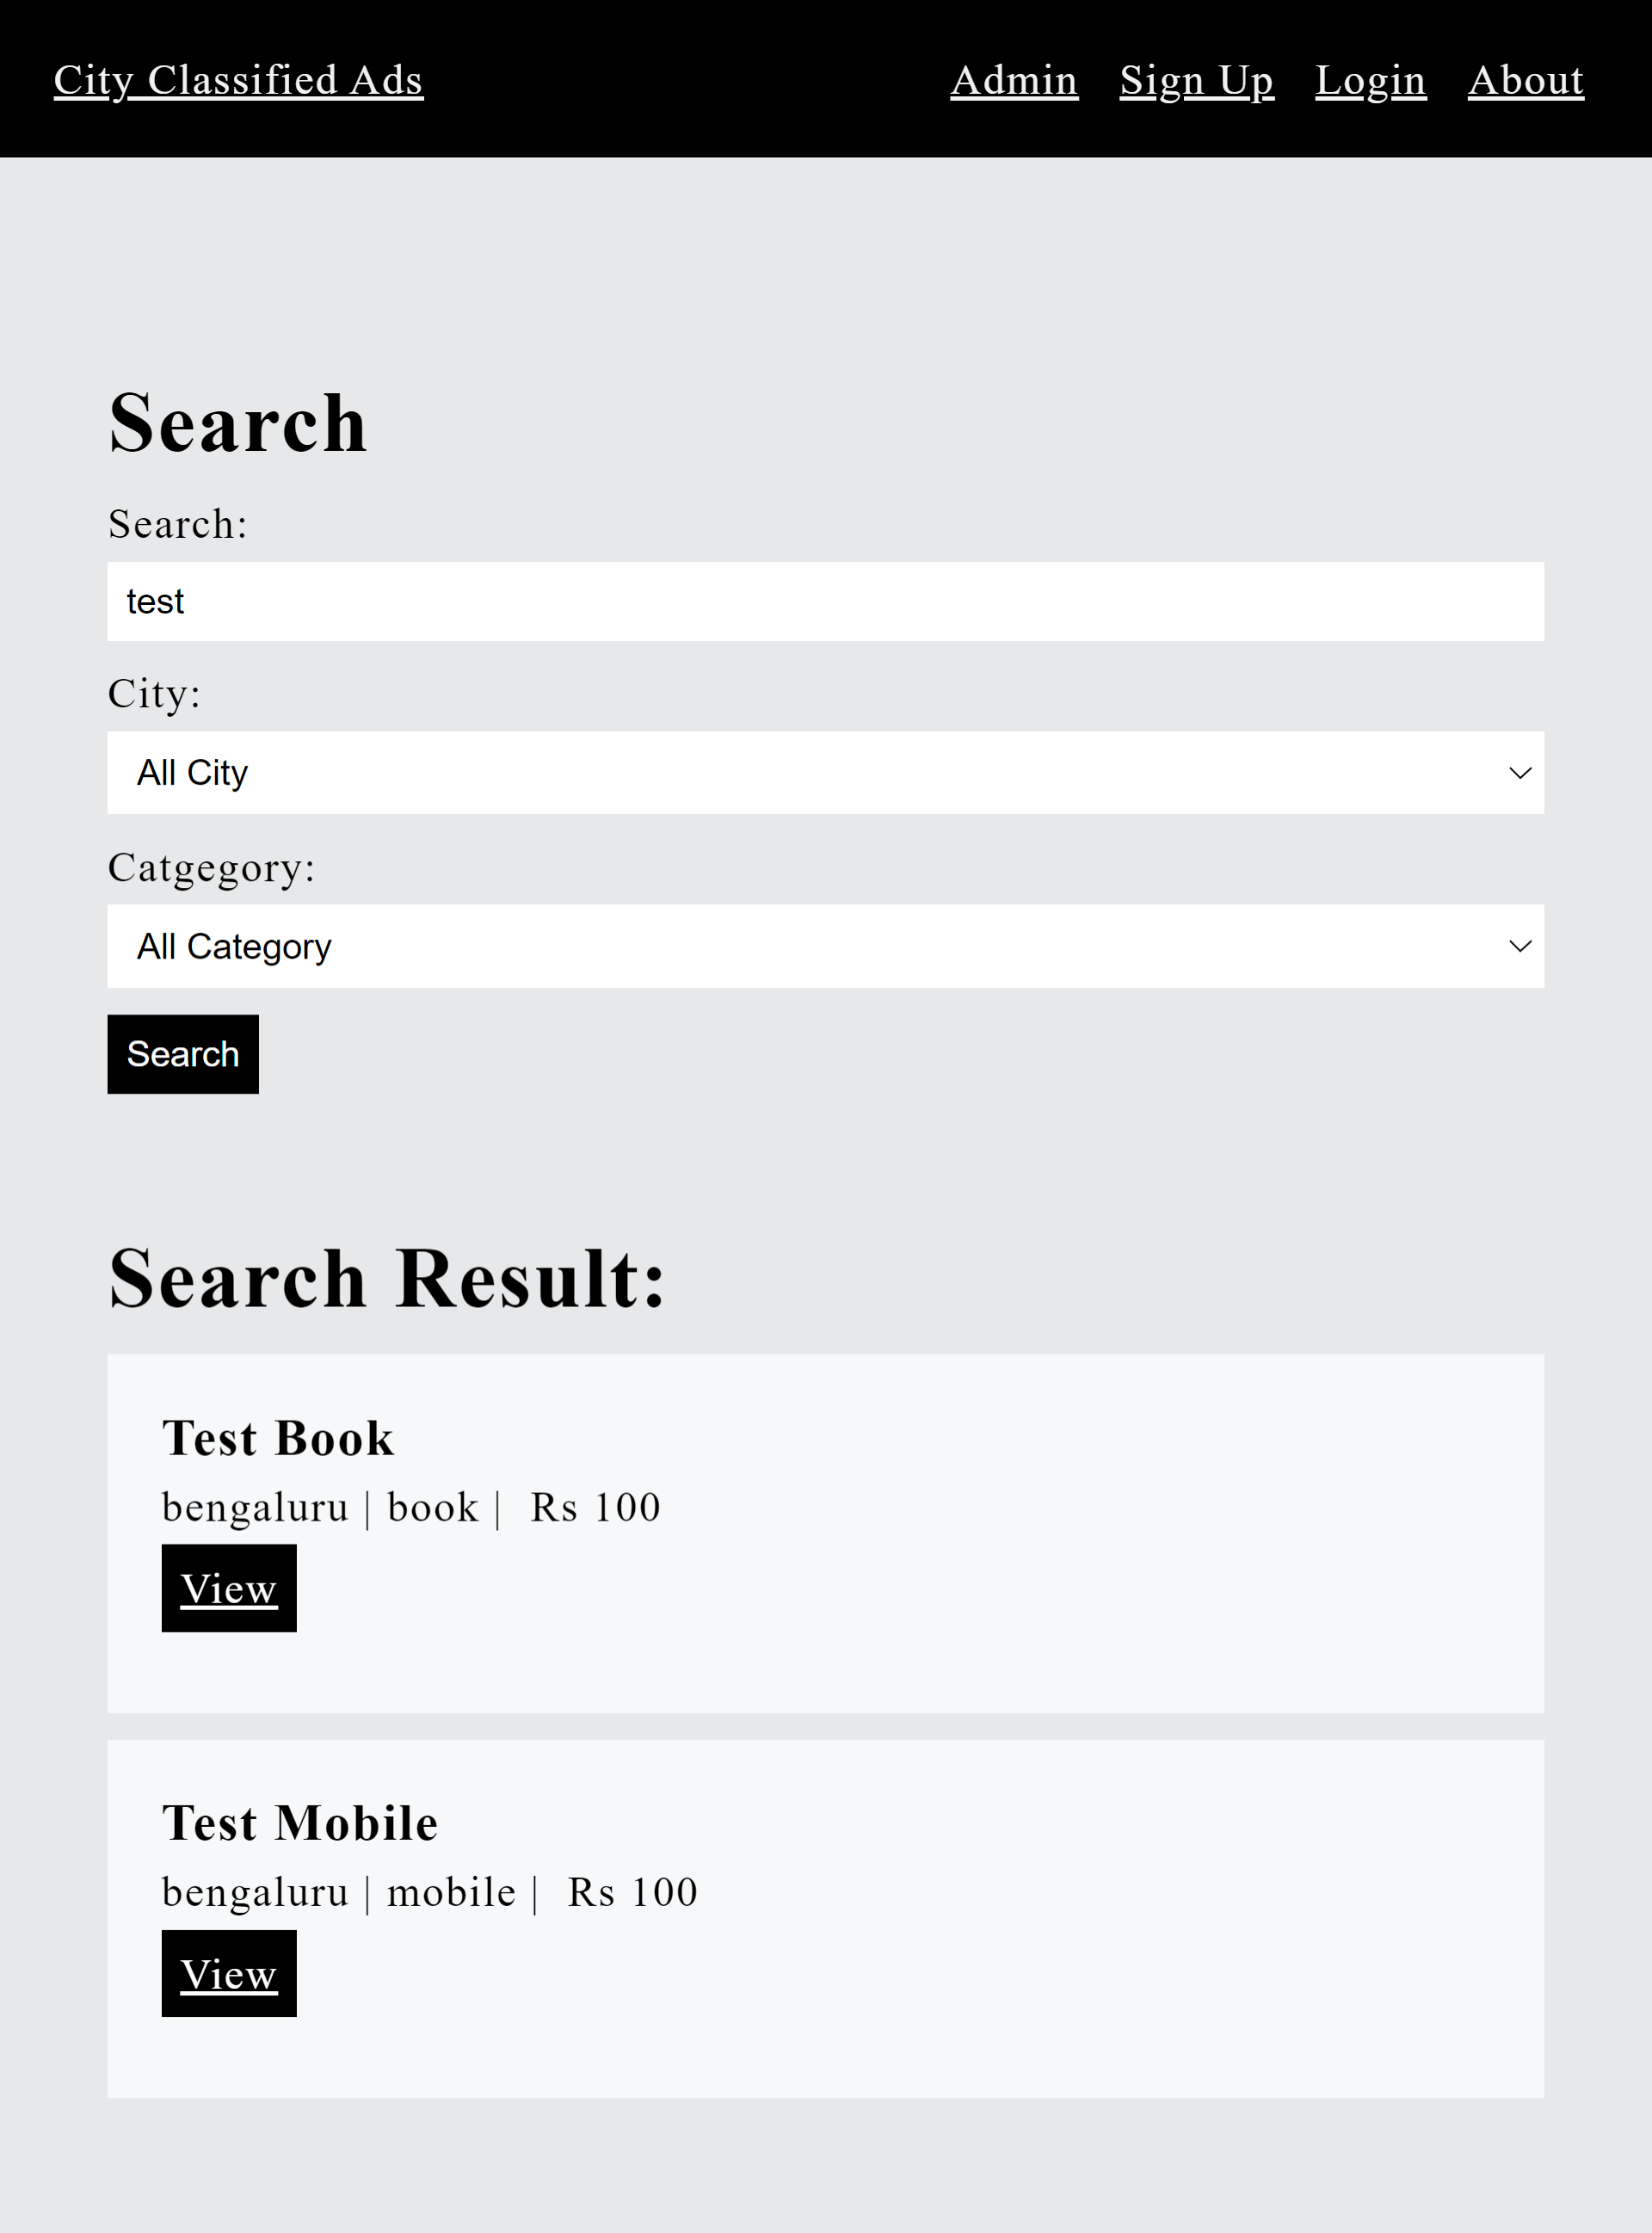 City Classified Ads Admin Sign Up Login About
Search
Search:
test
City:
All City
Catgegory:
All Category
Search
Search Result:
Test Book
bengaluru | book | Rs 100
View
Test Mobile
bengaluru | mobile | Rs 100
View